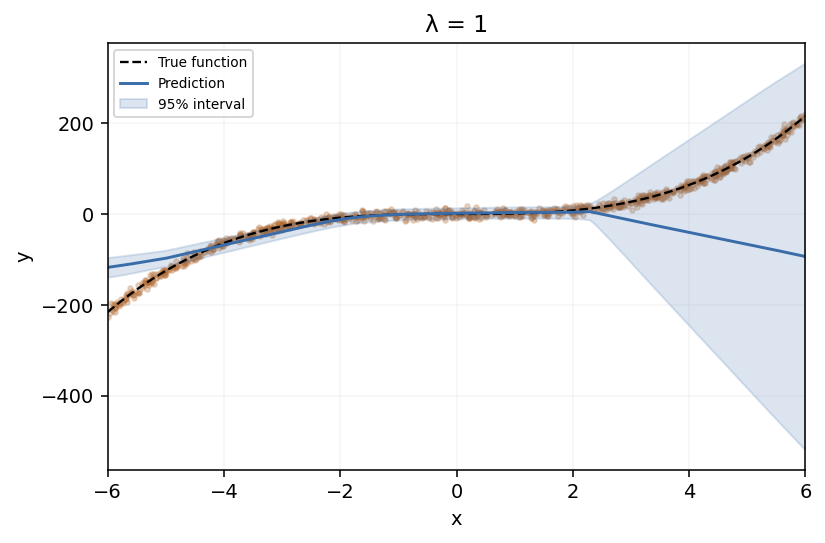 λ = 1
True function
Prediction
95% interval
200
0
−200
−400
y
−6
−4
−2
0
2
4
6
x